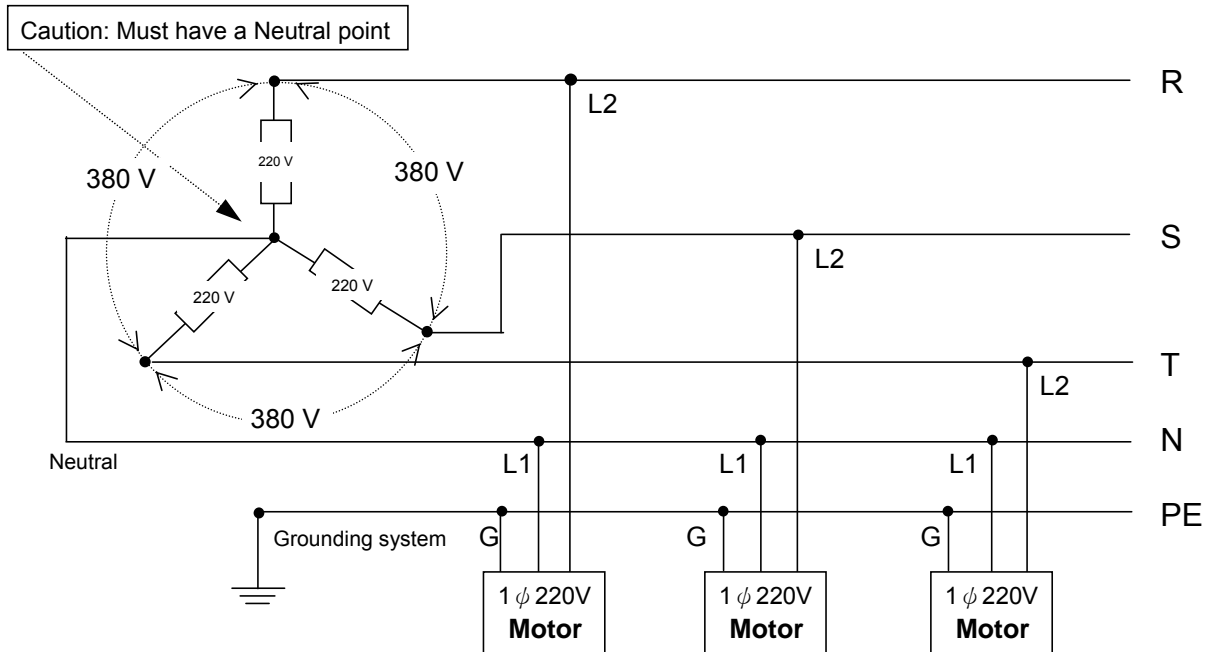 Caution: Must have a Neutral point
R
L2
220 V
380 V
380 V
S
L2
220 V
220 V
T
L2
380 V
N
Neutral
L1
L1
L1
PE
Grounding system
G
G
G
1 ϕ 220V
Motor
1 ϕ 220V
Motor
1 ϕ 220V
Motor